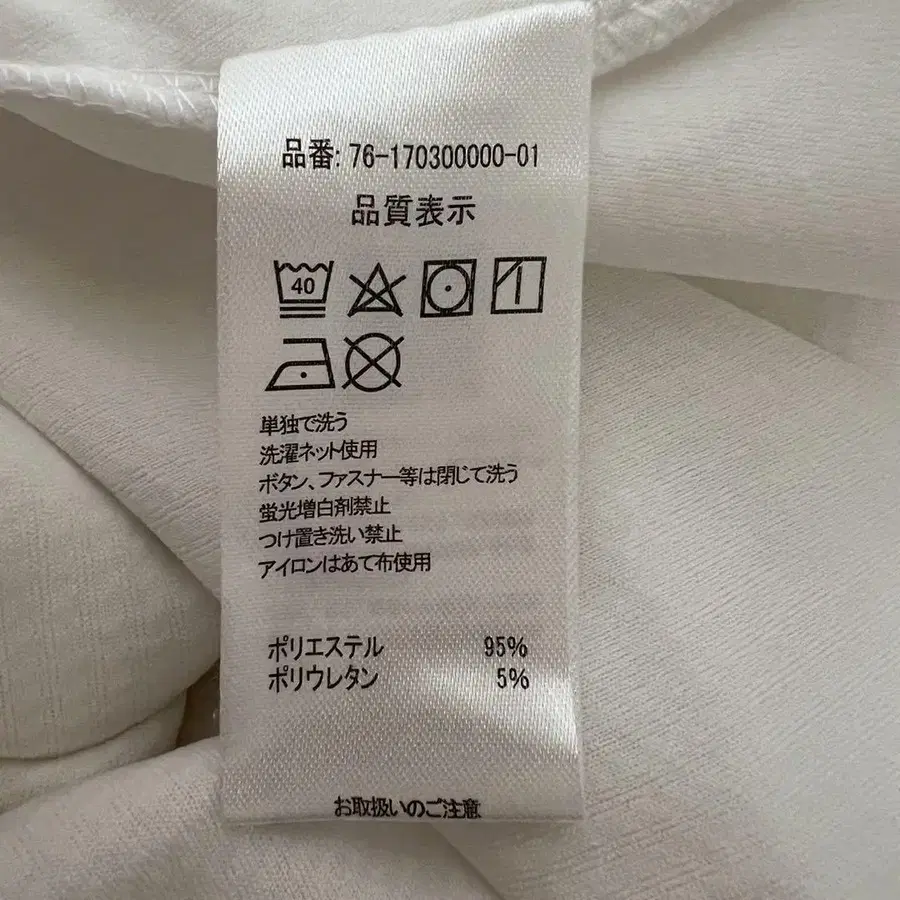 品番: 76-170300000-01
品質表示
40
単独で洗う
洗濯ネット使用
ボタン、ファスナー等は閉じて洗う
蛍光増白剤禁止
つけ置き洗い禁止
アイロンはあて布使用
ポリエステル 95%
ポリウレタン 5%
お取扱いのご注意